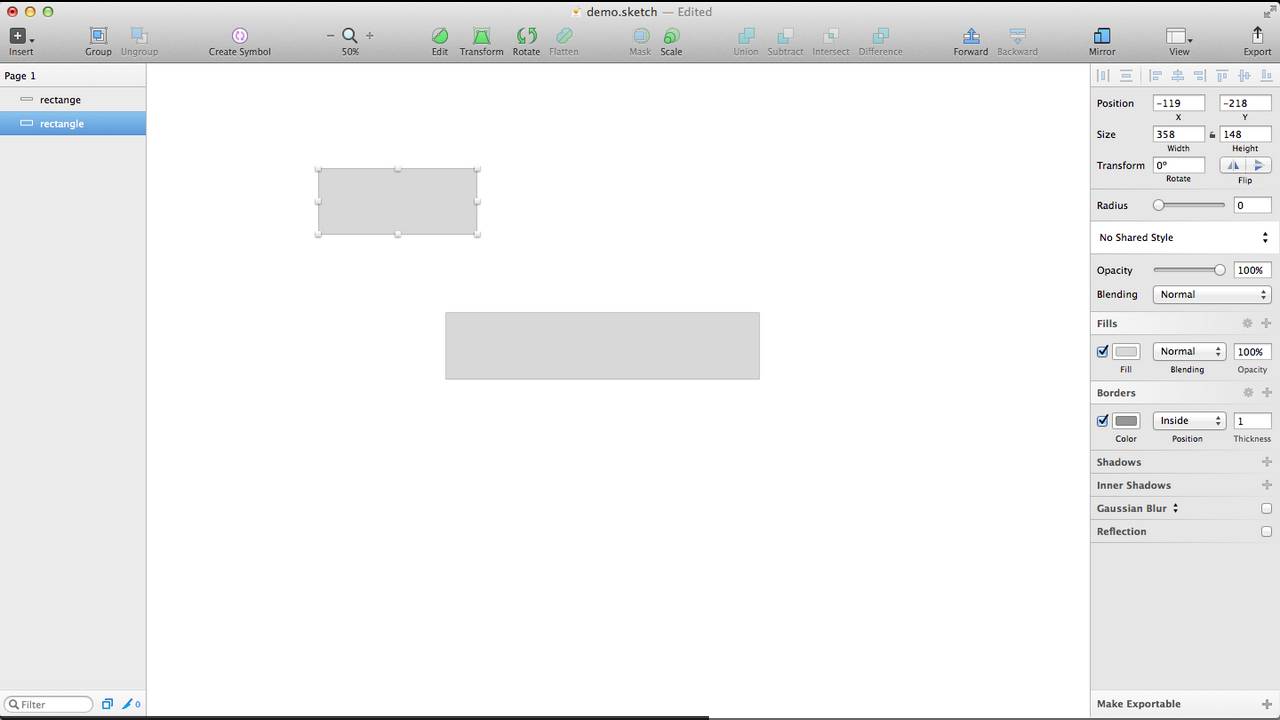 demo.sketch — Edited
Insert Group Ungroup Create Symbol 50% Edit Transform Rotate Flatten Mask Scale Union Subtract Intersect Difference Forward Backward Mirror View Export
Page 1
rectange
rectangle
Filter
0
Position -119 -218
X Y
Size 358 148
Width Height
Transform 0°
Rotate Flip
Radius 0
No Shared Style
Opacity 100%
Blending Normal
Fills
Normal 100%
Fill Blending Opacity
Borders
Inside 1
Color Position Thickness
Shadows
Inner Shadows
Gaussian Blur
Reflection
Make Exportable